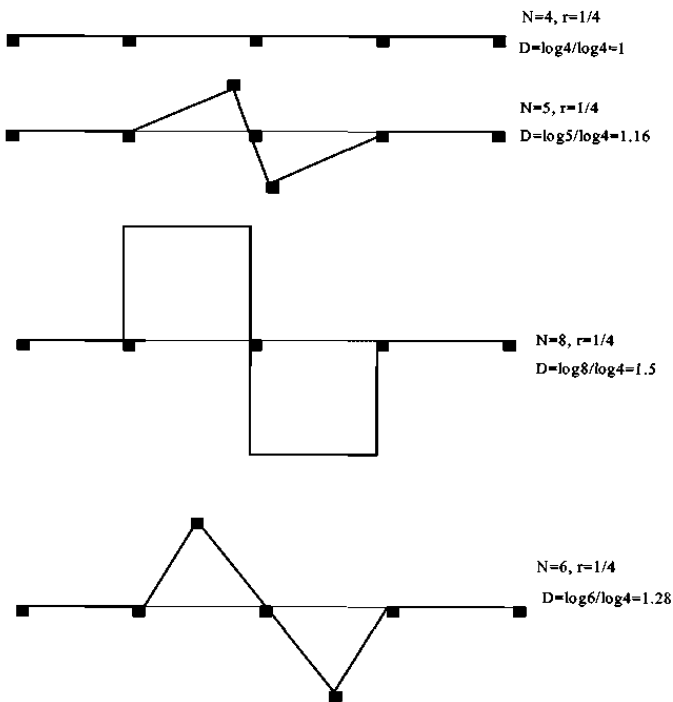 N=4, r=1/4
D=log4/log4=1
N=5, r=1/4
D=log5/log4=1.16
N=8, r=1/4
D=log8/log4=1.5
N=6, r=1/4
D=log6/log4=1.28